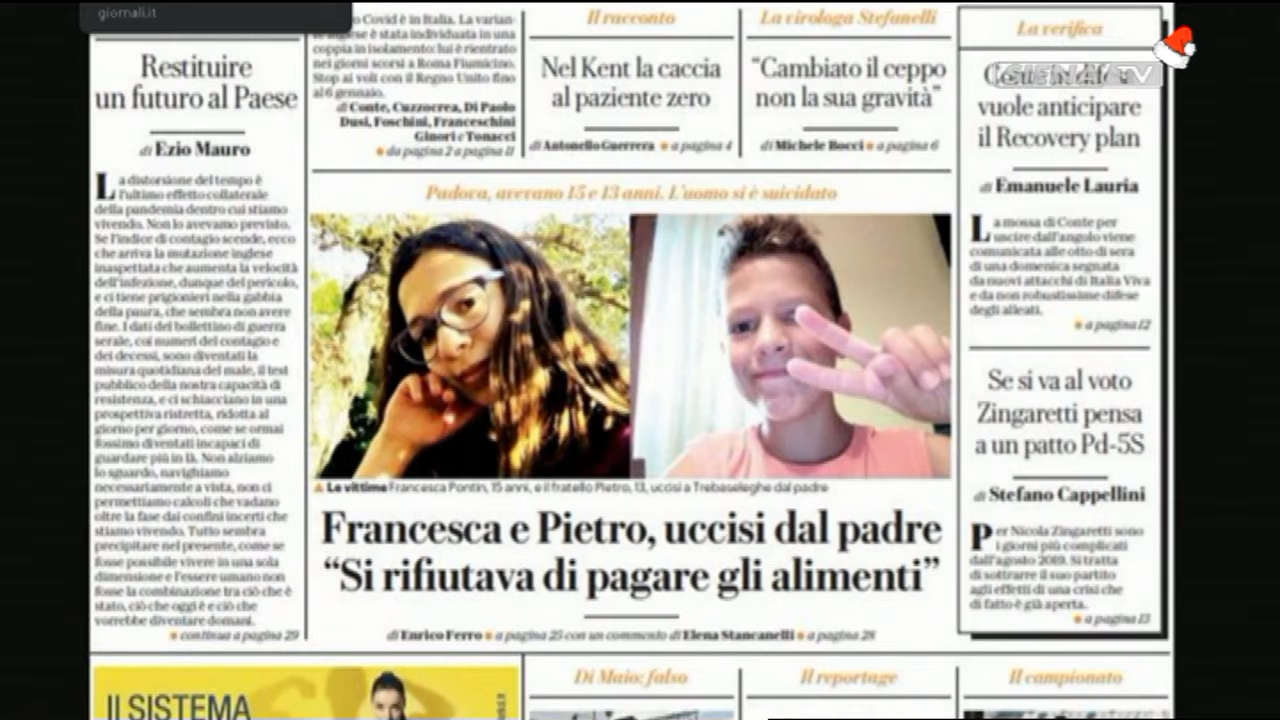 giornali.it
Restituire
un futuro al Paese
di Ezio Mauro
La distorsione del tempo è
l'ultimo effetto collaterale
della pandemia dentro cui stiamo
vivendo. Non lo avevamo previsto.
Se l'indice di contagio scende, ecco
che arriva la mutazione inglese
inaspettata che aumenta la velocità
dell'infezione, dunque del pericolo,
e ci tiene prigionieri nella gabbia
della paura, che sembra non avere
fine. I dati del bollettino di guerra
serale, coi numeri del contagio e
dei decessi, sono diventati la
misura quotidiana del male, il test
pubblico della nostra capacità di
resistenza, e ci schiacciano in una
prospettiva ristretta, ridotta al
giorno per giorno, come se ormai
fossimo diventati incapaci di
guardare più in là. Non alziamo
lo sguardo, navighiamo
necessariamente a vista, non ci
permettiamo calcoli che vadano
oltre la fase dai confini incerti che
stiamo vivendo. Tutto sembra
precipitare nel presente, come se
fosse possibile vivere in una sola
dimensione e l'essere umano non
fosse la combinazione tra ciò che è
stato, ciò che oggi è e ciò che
vorrebbe diventare domani.
continua a pagina 29
Covid è in Italia. La varian-
inglese è stata individuata in una
coppia in isolamento: lui è rientrato
nei giorni scorsi a Roma Fiumicino.
Stop ai voli con il Regno Unito fino
al 6 gennaio.
di Conte, Cuzzocrea, Di Paolo
Dusi, Foschini, Franceschini
Ginori e Tonacci
da pagina 2 a pagina 11
Il racconto
Nel Kent la caccia
al paziente zero
di Antonello Guerrera a pagina 4
La virologa Stefanelli
"Cambiato il ceppo
non la sua gravità"
di Michele Bocci a pagina 6
Padova, avevano 15 e 13 anni. L'uomo si è suicidato
Le vittime Francesca Pontin, 15 anni, e il fratello Pietro, 13, uccisi a Trebaseleghe dal padre
Francesca e Pietro, uccisi dal padre
“Si rifiutava di pagare gli alimenti”
di Enrico Ferro a pagina 25 con un commento di Elena Stancanelli a pagina 28
La verifica
SIENA TV
vuole anticipare
il Recovery plan
di Emanuele Lauria
La mossa di Conte per
uscire dall'angolo viene
comunicata alle otto di sera
di una domenica segnata
da nuovi attacchi di Italia Viva
e da non robustissime difese
degli alleati.
a pagina 12
Se si va al voto
Zingaretti pensa
a un patto Pd-5S
di Stefano Cappellini
Per Nicola Zingaretti sono
i giorni più complicati
dall'agosto 2019. Si tratta
di sottrarre il suo partito
agli effetti di una crisi che
di fatto è già aperta.
a pagina 13
Il SISTEMA
Di Maio: falso
Il reportage
Il campionato